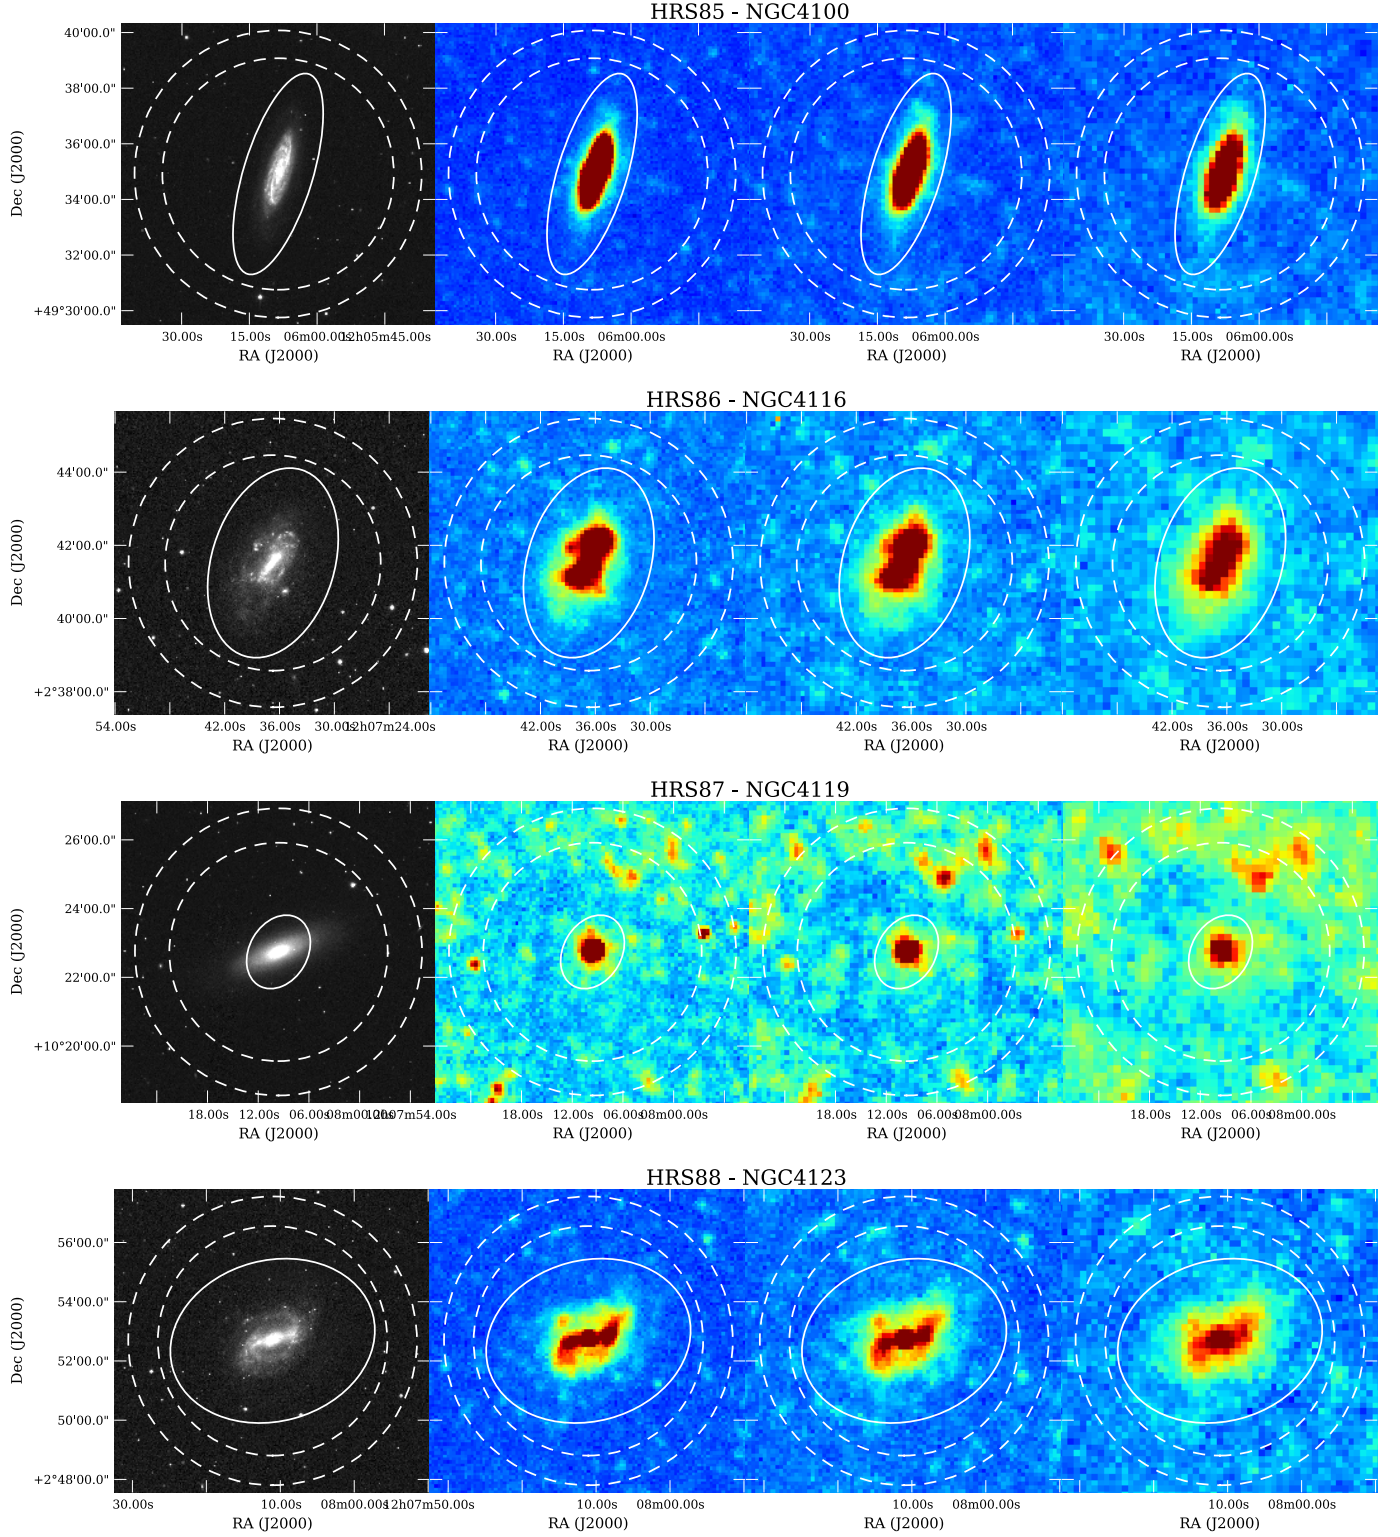 HRS85 - NGC4100
40'00.0"
38'00.0"
36'00.0"
34'00.0"
32'00.0"
+49°30'00.0"
Dec (J2000)
30.00s 15.00s 06m00.00s 12h05m45.00s 30.00s 15.00s 06m00.00s 30.00s 15.00s 06m00.00s 30.00s 15.00s 06m00.00s
RA (J2000) RA (J2000) RA (J2000) RA (J2000)
HRS86 - NGC4116
44'00.0"
42'00.0"
40'00.0"
+2°38'00.0"
Dec (J2000)
54.00s 42.00s 36.00s 30.00s 12h07m24.00s 42.00s 36.00s 30.00s 42.00s 36.00s 30.00s 42.00s 36.00s 30.00s
RA (J2000) RA (J2000) RA (J2000) RA (J2000)
HRS87 - NGC4119
26'00.0"
24'00.0"
22'00.0"
+10°20'00.0"
Dec (J2000)
18.00s 12.00s 06.00s 08m00.00s 12h07m54.00s 18.00s 12.00s 06.00s 08m00.00s 18.00s 12.00s 06.00s 08m00.00s 18.00s 12.00s 06.00s 08m00.00s
RA (J2000) RA (J2000) RA (J2000) RA (J2000)
HRS88 - NGC4123
56'00.0"
54'00.0"
52'00.0"
50'00.0"
+2°48'00.0"
Dec (J2000)
30.00s 10.00s 08m00.00s 12h07m50.00s 10.00s 08m00.00s 10.00s 08m00.00s 10.00s 08m00.00s
RA (J2000) RA (J2000) RA (J2000) RA (J2000)